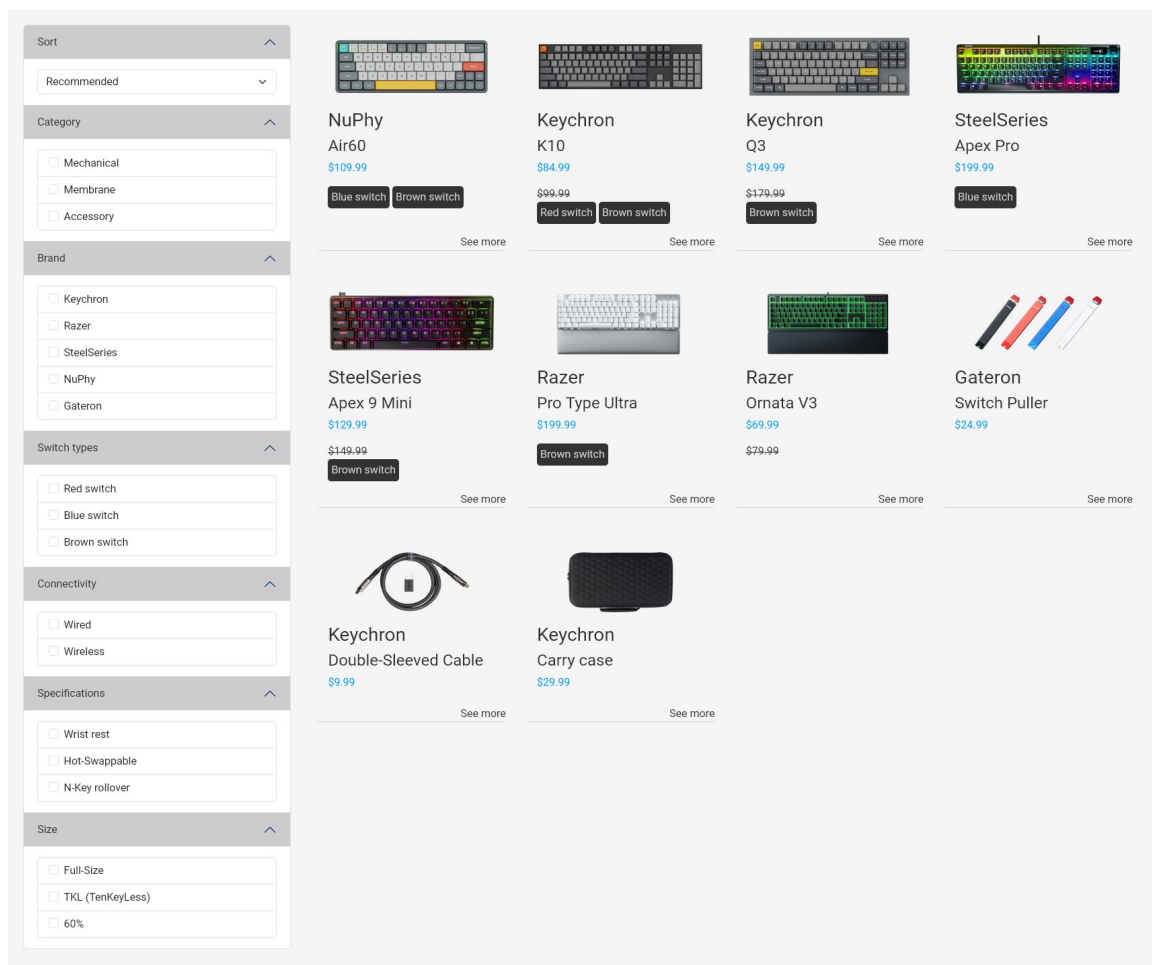 Sort
Recommended
Category
Mechanical
Membrane
Accessory
Brand
Keychron
Razer
SteelSeries
NuPhy
Gateron
Switch types
Red switch
Blue switch
Brown switch
Connectivity
Wired
Wireless
Specifications
Wrist rest
Hot-Swappable
N-Key rollover
Size
Full-Size
TKL (TenKeyLess)
60%
NuPhy
Air60
$109.99
Blue switch Brown switch
See more
Keychron
K10
$84.99
$99.99
Red switch Brown switch
See more
Keychron
Q3
$149.99
$179.99
Brown switch
See more
SteelSeries
Apex Pro
$199.99
Blue switch
See more
SteelSeries
Apex 9 Mini
$129.99
$149.99
Brown switch
See more
Razer
Pro Type Ultra
$199.99
Brown switch
See more
Razer
Ornata V3
$69.99
$79.99
See more
Gateron
Switch Puller
$24.99
See more
Keychron
Double-Sleeved Cable
$9.99
See more
Keychron
Carry case
$29.99
See more